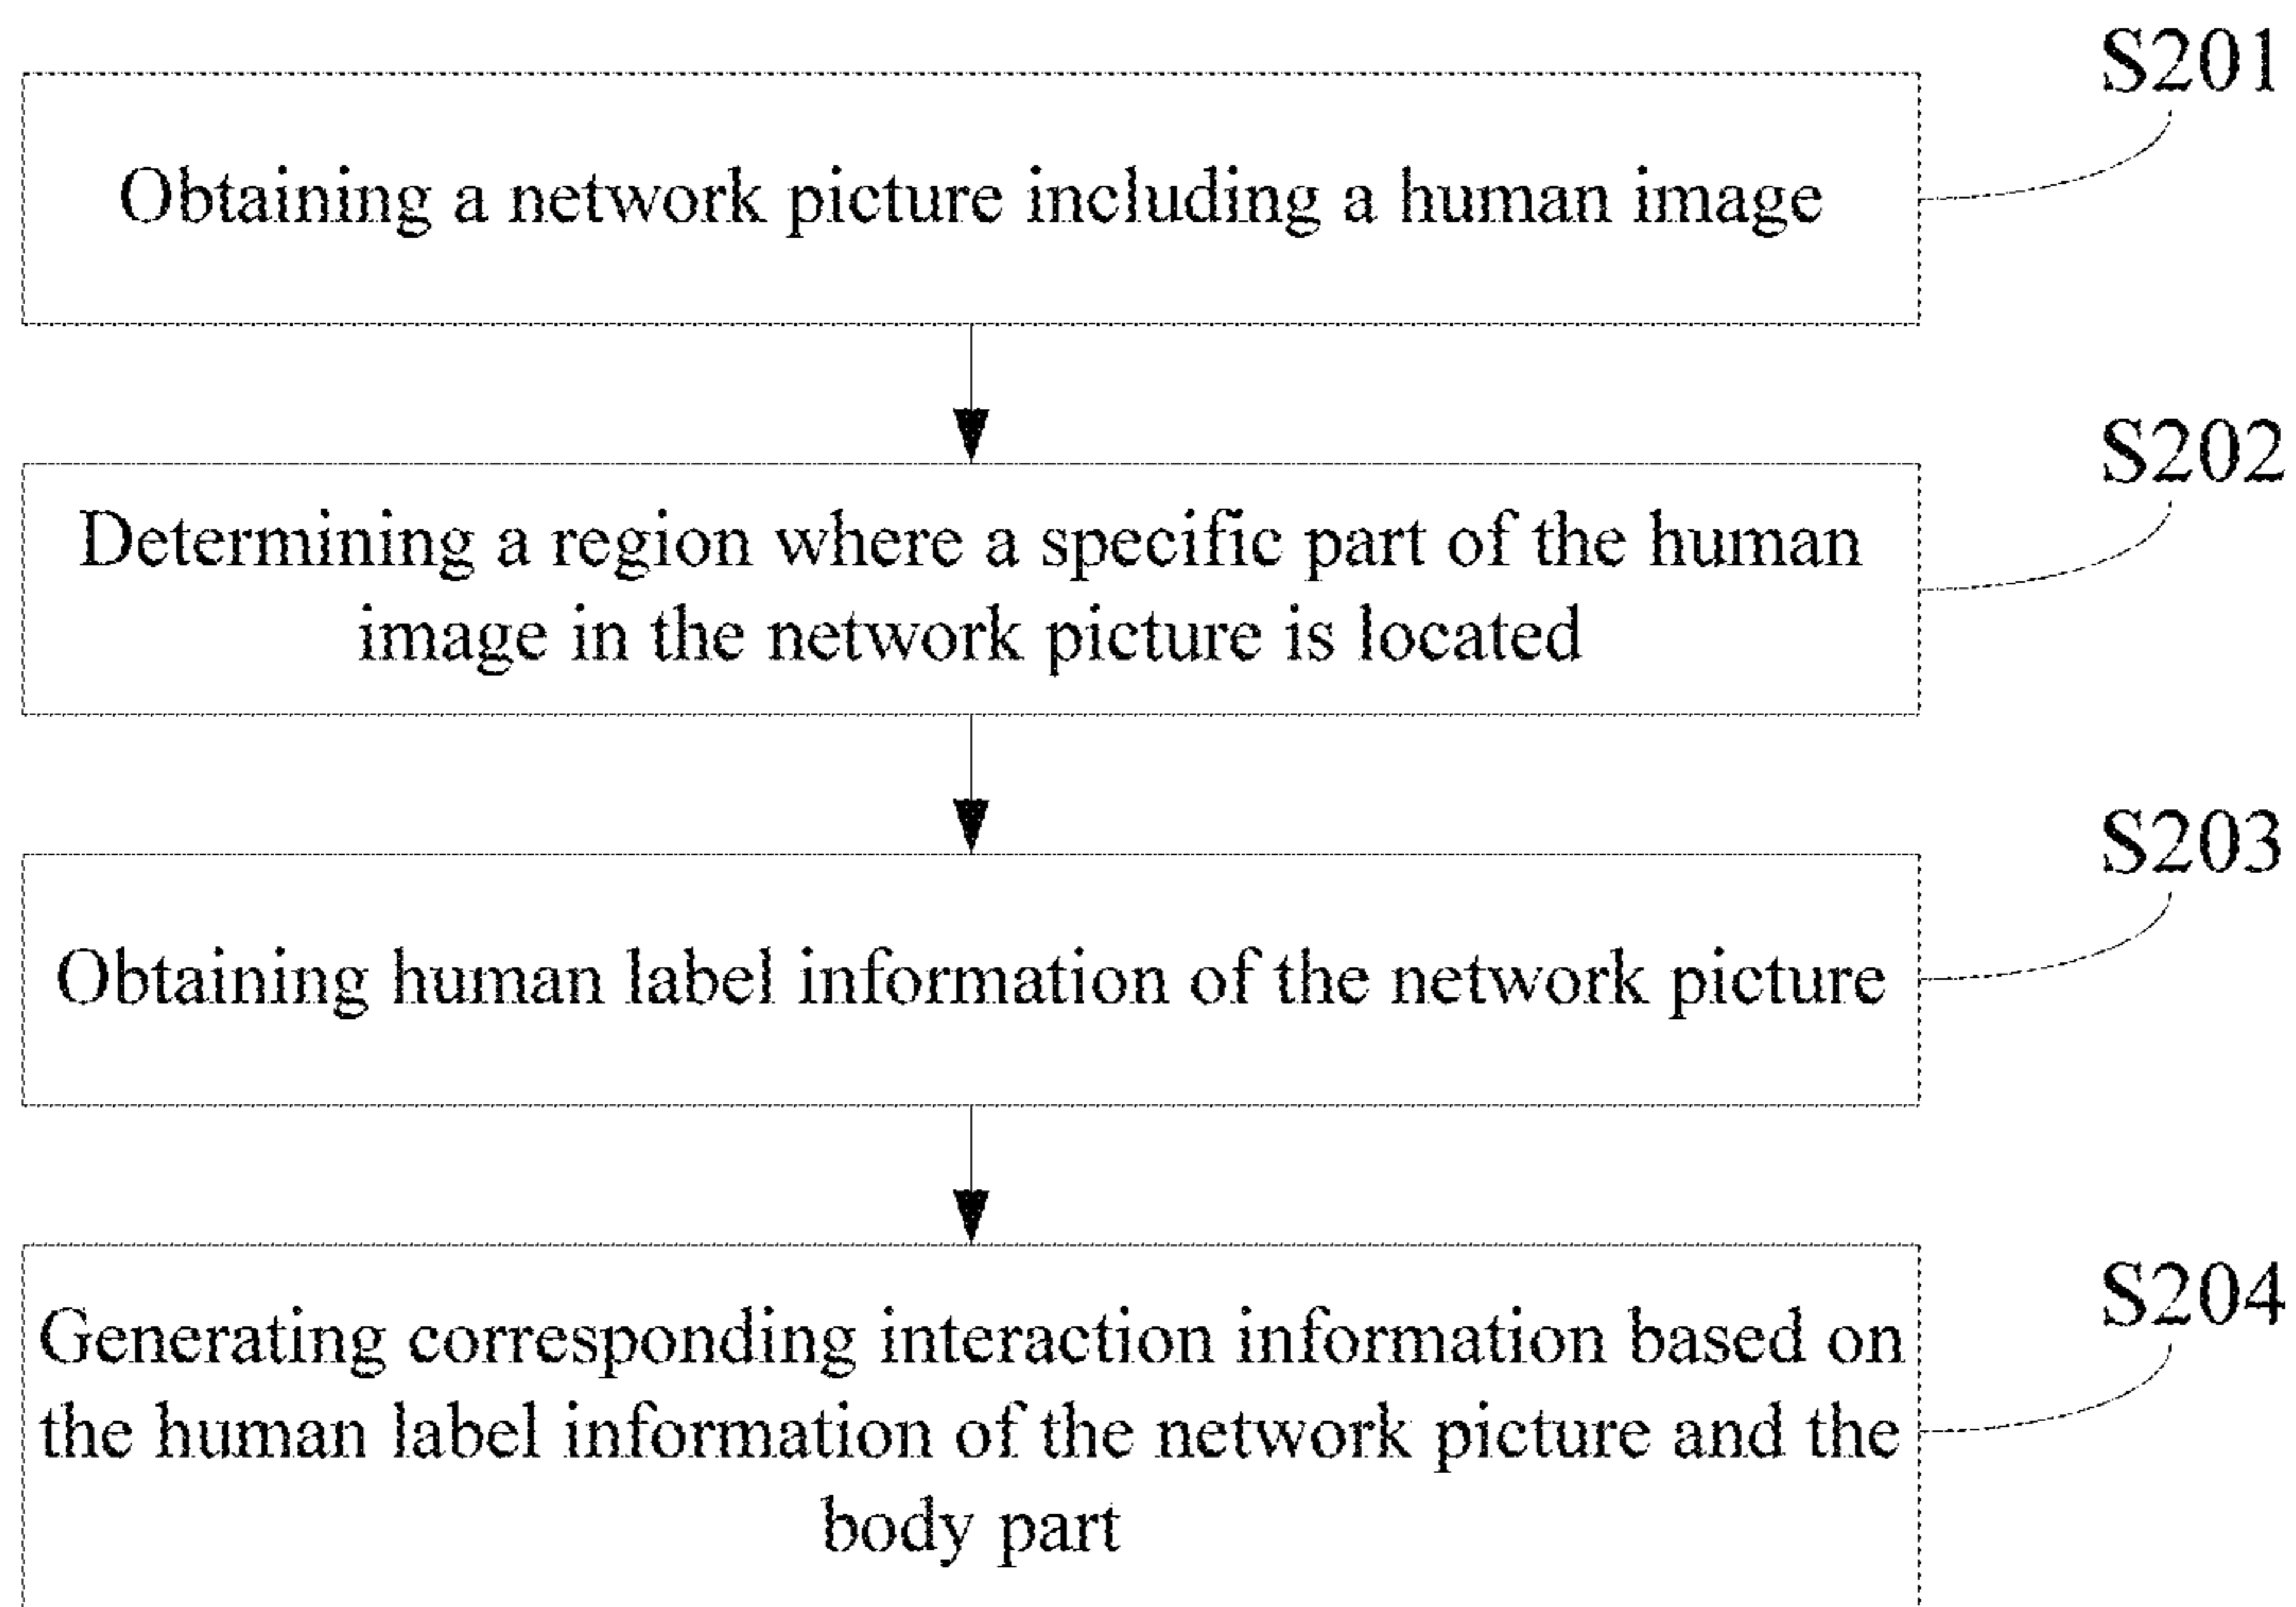 S201
Obtaining a network picture including a human image
S202
Determining a region where a specific part of the human
image in the network picture is located
S203
Obtaining human label information of the network picture
S204
Generating corresponding interaction information based on
the human label information of the network picture and the
body part